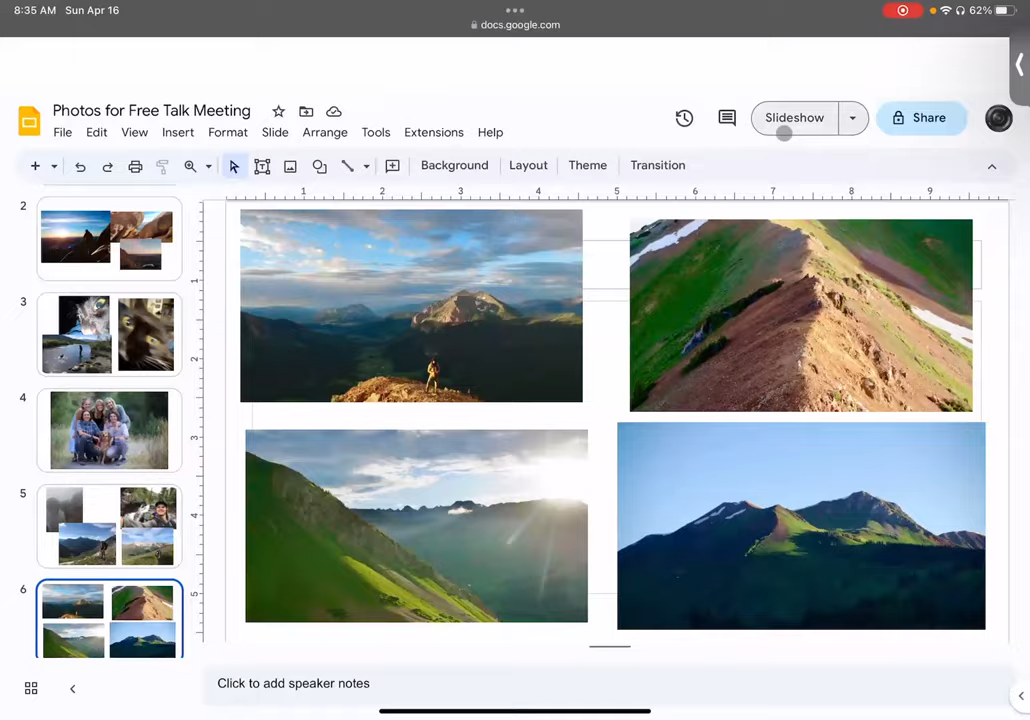 8:35 AM Sun Apr 16
62%
docs.google.com
Photos for Free Talk Meeting
Slideshow
Share
File Edit View Insert Format Slide Arrange Tools Extensions Help
Background Layout Theme Transition
1 2 3 4 5 6 7 8 9
2
3
4
5
6
1
2
3
4
5
Click to add speaker notes